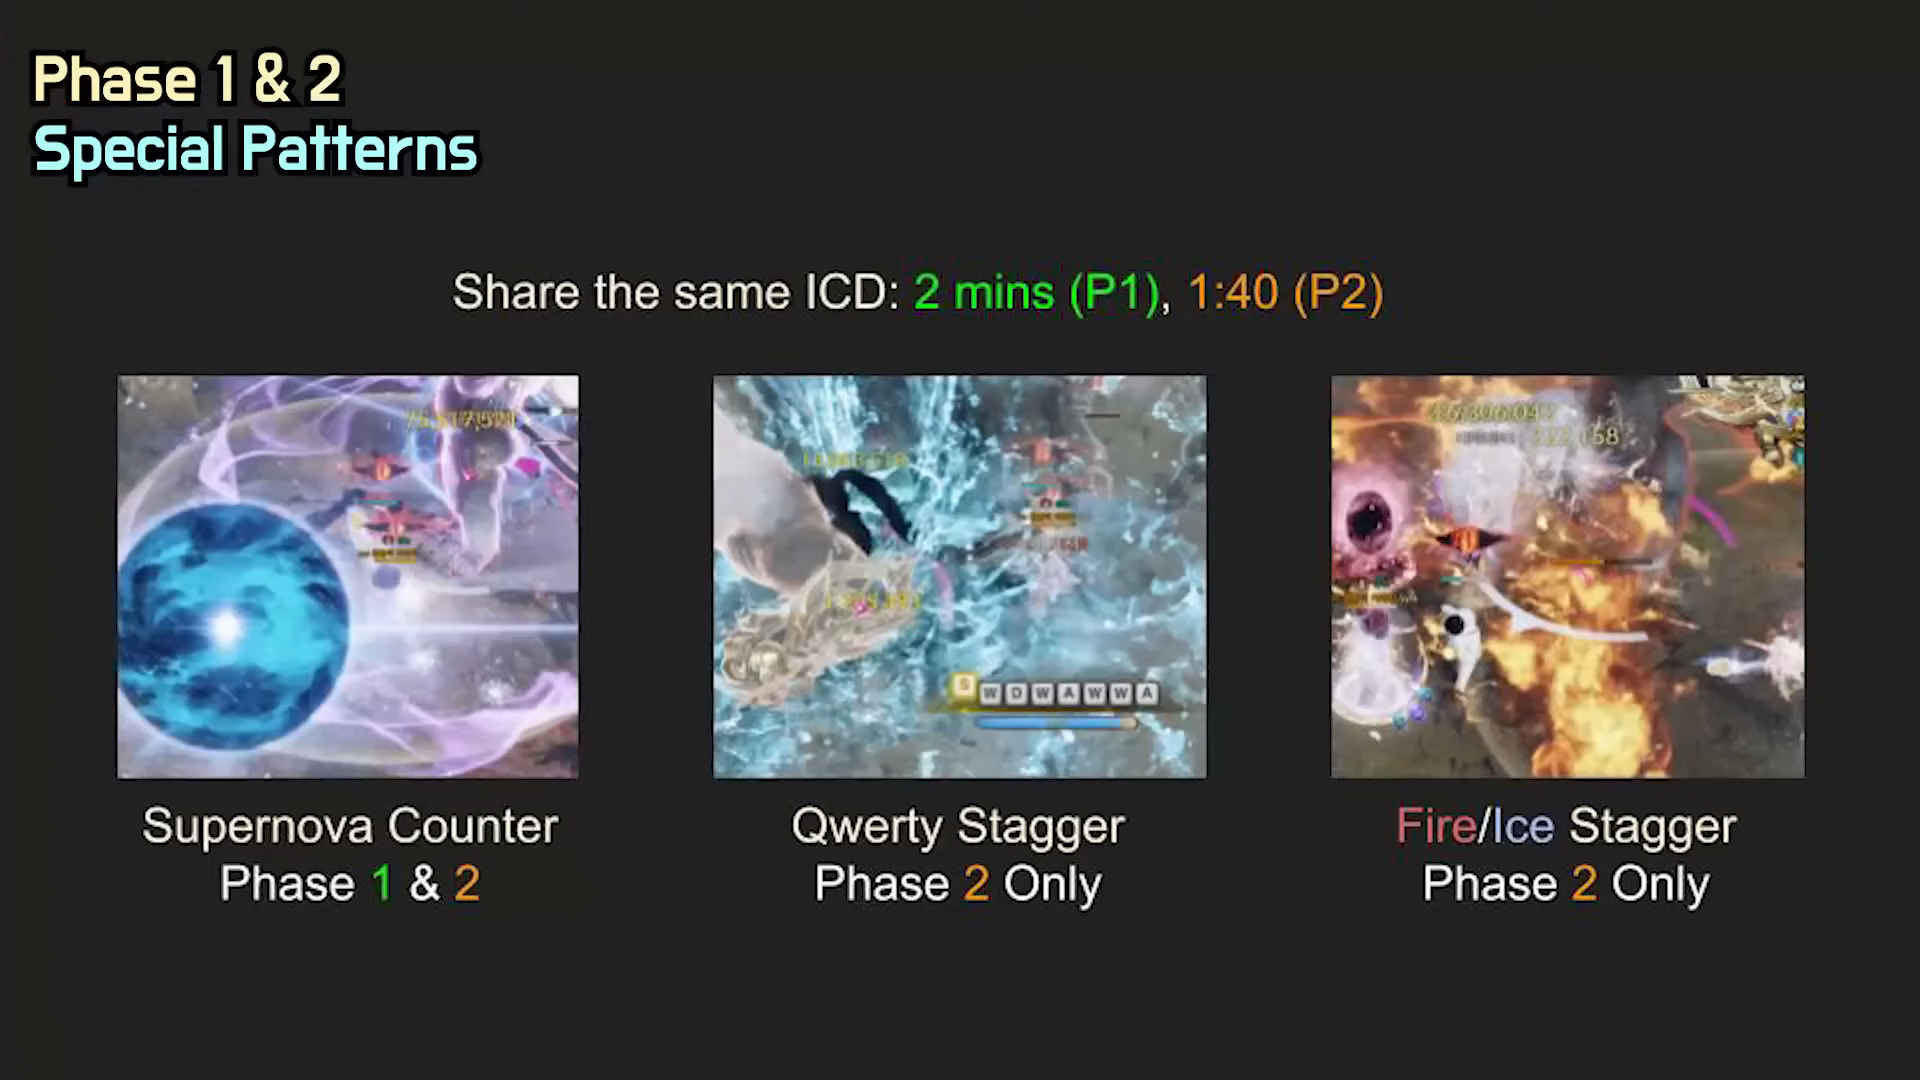 Phase 1 & 2
Special Patterns
Share the same ICD: 2 mins (P1), 1:40 (P2)
W D W A W W A
Supernova Counter
Phase 1 & 2
Qwerty Stagger
Phase 2 Only
Fire/Ice Stagger
Phase 2 Only